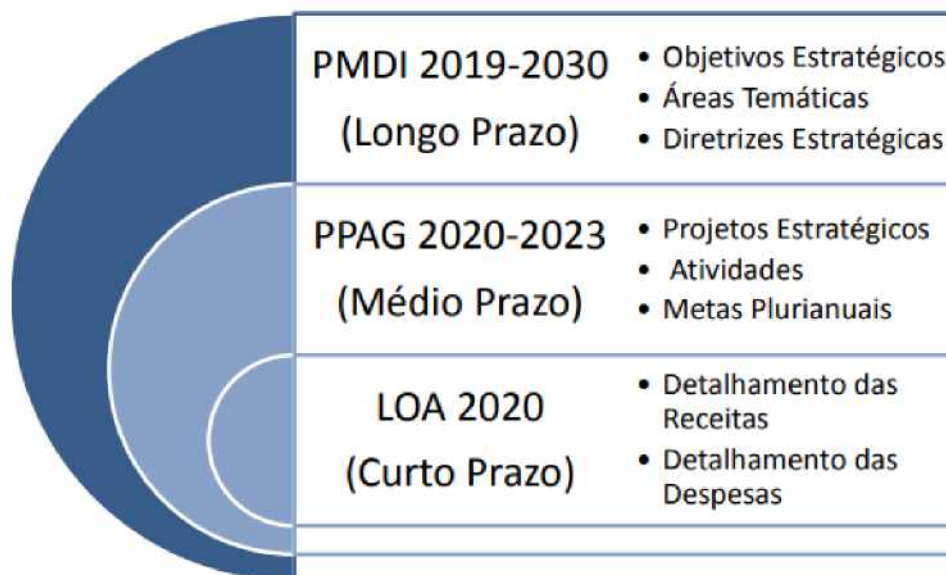 PMDI 2019-2030
(Longo Prazo)
• Objetivos Estratégicos
• Áreas Temáticas
• Diretrizes Estratégicas
PPAG 2020-2023
(Médio Prazo)
• Projetos Estratégicos
• Atividades
• Metas Plurianuais
LOA 2020
(Curto Prazo)
• Detalhamento das
Receitas
• Detalhamento das
Despesas